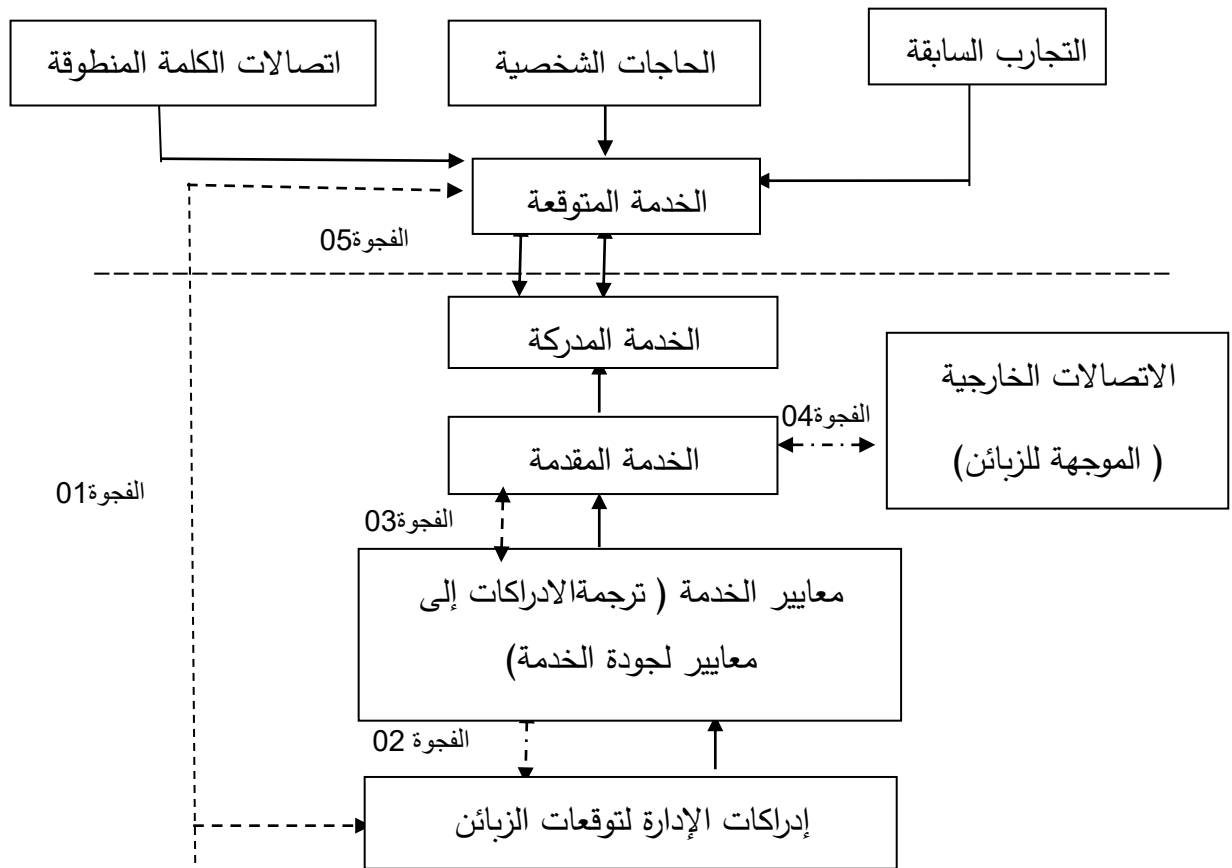 التجارب السابقة
الحاجات الشخصية
اتصالات الكلمة المنطوقة
الخدمة المتوقعة
الفجوة05
الخدمة المدركة
الاتصالات الخارجية
( الموجهة للزبائن)
الفجوة04
الخدمة المقدمة
الفجوة01
الفجوة03
معايير الخدمة ( ترجمةالادراكات إلى
معايير لجودة الخدمة)
الفجوة 02
إدراكات الإدارة لتوقعات الزبائن